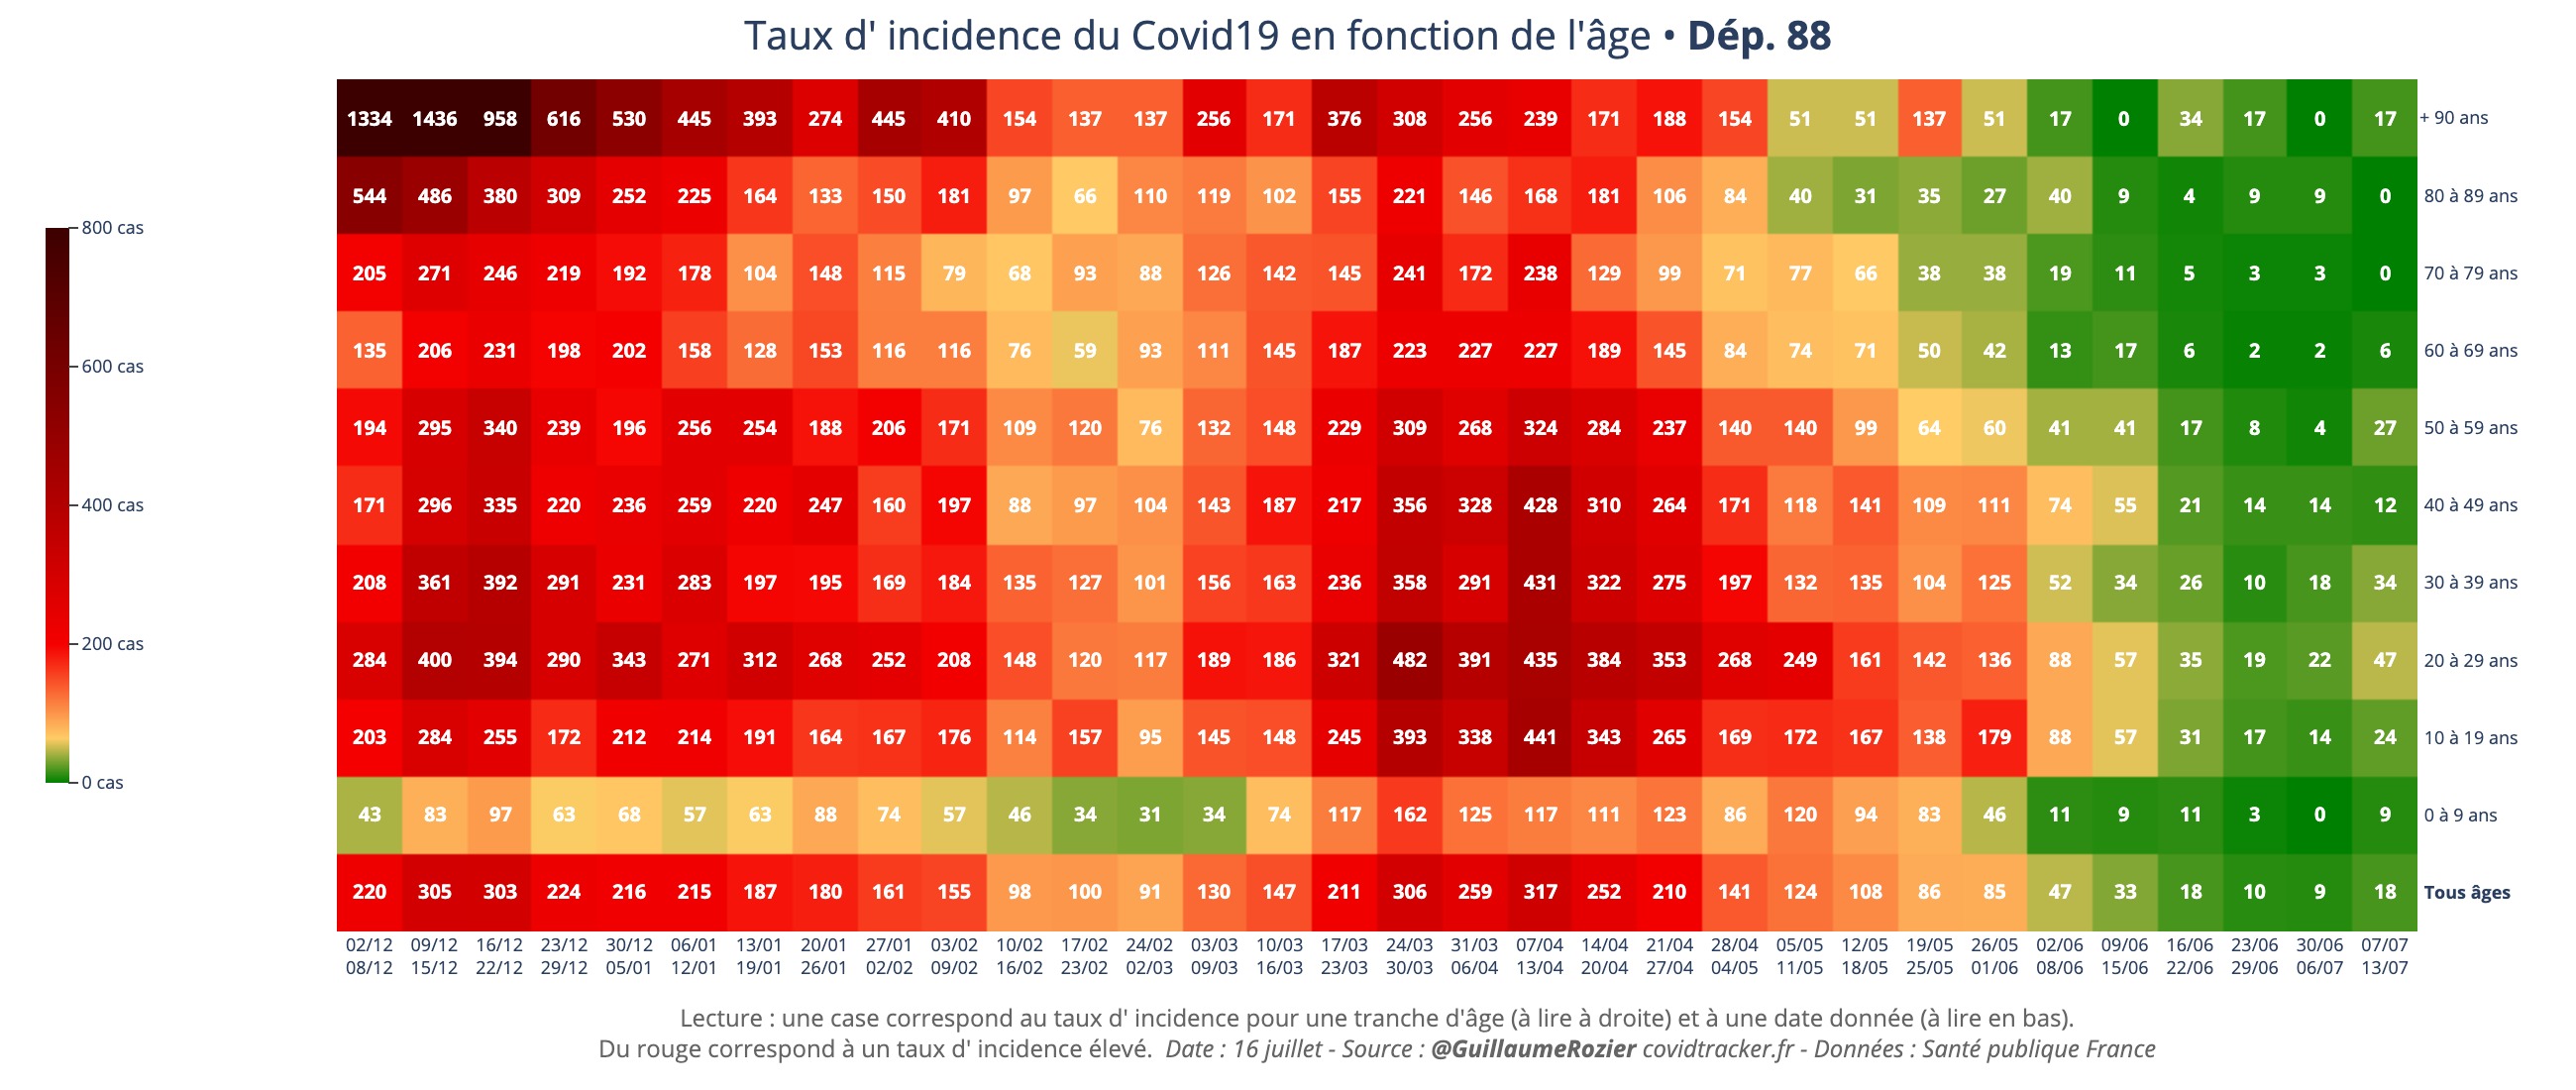 Taux d' incidence du Covid19 en fonction de l'âge • Dép. 88
800 cas
600 cas
400 cas
200 cas
0 cas
1334 1436 958 616 530 445 393 274 445 410 154 137 137 256 171 376 308 256 239 171 188 154 51 51 137 51 17 0 34 17 0 17 + 90 ans
544 486 380 309 252 225 164 133 150 181 97 66 110 119 102 155 221 146 168 181 106 84 40 31 35 27 40 9 4 9 9 0 80 à 89 ans
205 271 246 219 192 178 104 148 115 79 68 93 88 126 142 145 241 172 238 129 99 71 77 66 38 38 19 11 5 3 3 0 70 à 79 ans
135 206 231 198 202 158 128 153 116 116 76 59 93 111 145 187 223 227 227 189 145 84 74 71 50 42 13 17 6 2 2 6 60 à 69 ans
194 295 340 239 196 256 254 188 206 171 109 120 76 132 148 229 309 268 324 284 237 140 140 99 64 60 41 41 17 8 4 27 50 à 59 ans
171 296 335 220 236 259 220 247 160 197 88 97 104 143 187 217 356 328 428 310 264 171 118 141 109 111 74 55 21 14 14 12 40 à 49 ans
208 361 392 291 231 283 197 195 169 184 135 127 101 156 163 236 358 291 431 322 275 197 132 135 104 125 52 34 26 10 18 34 30 à 39 ans
284 400 394 290 343 271 312 268 252 208 148 120 117 189 186 321 482 391 435 384 353 268 249 161 142 136 88 57 35 19 22 47 20 à 29 ans
203 284 255 172 212 214 191 164 167 176 114 157 95 145 148 245 393 338 441 343 265 169 172 167 138 179 88 57 31 17 14 24 10 à 19 ans
43 83 97 63 68 57 63 88 74 57 46 34 31 34 74 117 162 125 117 111 123 86 120 94 83 46 11 9 11 3 0 9 0 à 9 ans
220 305 303 224 216 215 187 180 161 155 98 100 91 130 147 211 306 259 317 252 210 141 124 108 86 85 47 33 18 10 9 18 Tous âges
02/12 09/12 16/12 23/12 30/12 06/01 13/01 20/01 27/01 03/02 10/02 17/02 24/02 03/03 10/03 17/03 24/03 31/03 07/04 14/04 21/04 28/04 05/05 12/05 19/05 26/05 02/06 09/06 16/06 23/06 30/06 07/07
08/12 15/12 22/12 29/12 05/01 12/01 19/01 26/01 02/02 09/02 16/02 23/02 02/03 09/03 16/03 23/03 30/03 06/04 13/04 20/04 27/04 04/05 11/05 18/05 25/05 01/06 08/06 15/06 22/06 29/06 06/07 13/07
Lecture : une case correspond au taux d' incidence pour une tranche d'âge (à lire à droite) et à une date donnée (à lire en bas).
Du rouge correspond à un taux d' incidence élevé. Date : 16 juillet - Source : @GuillaumeRozier covidtracker.fr - Données : Santé publique France